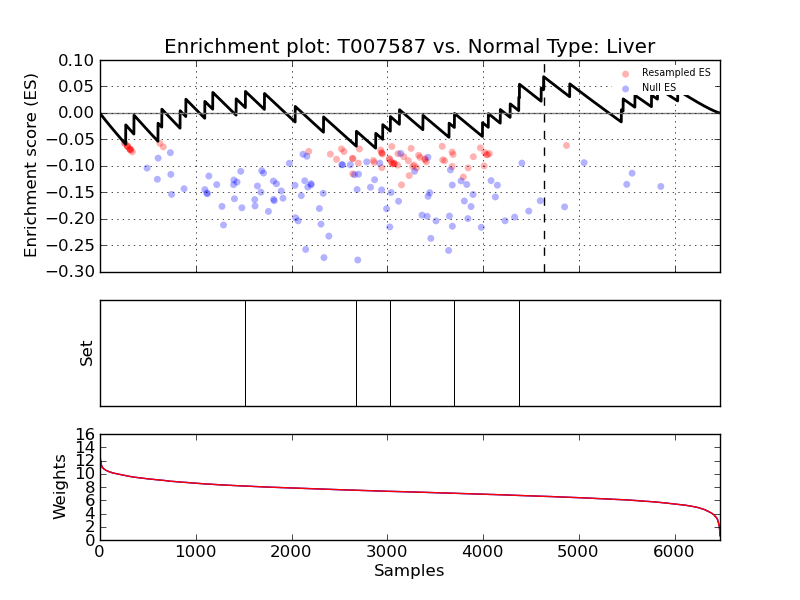 Enrichment plot: T007587 vs. Normal Type: Liver
Enrichment score (ES)
0.10
0.05
0.00
−0.05
−0.10
−0.15
−0.20
−0.25
−0.30
Resampled ES
Null ES
Set
Weights
16
14
12
10
8
6
4
2
0
0 1000 2000 3000 4000 5000 6000
Samples